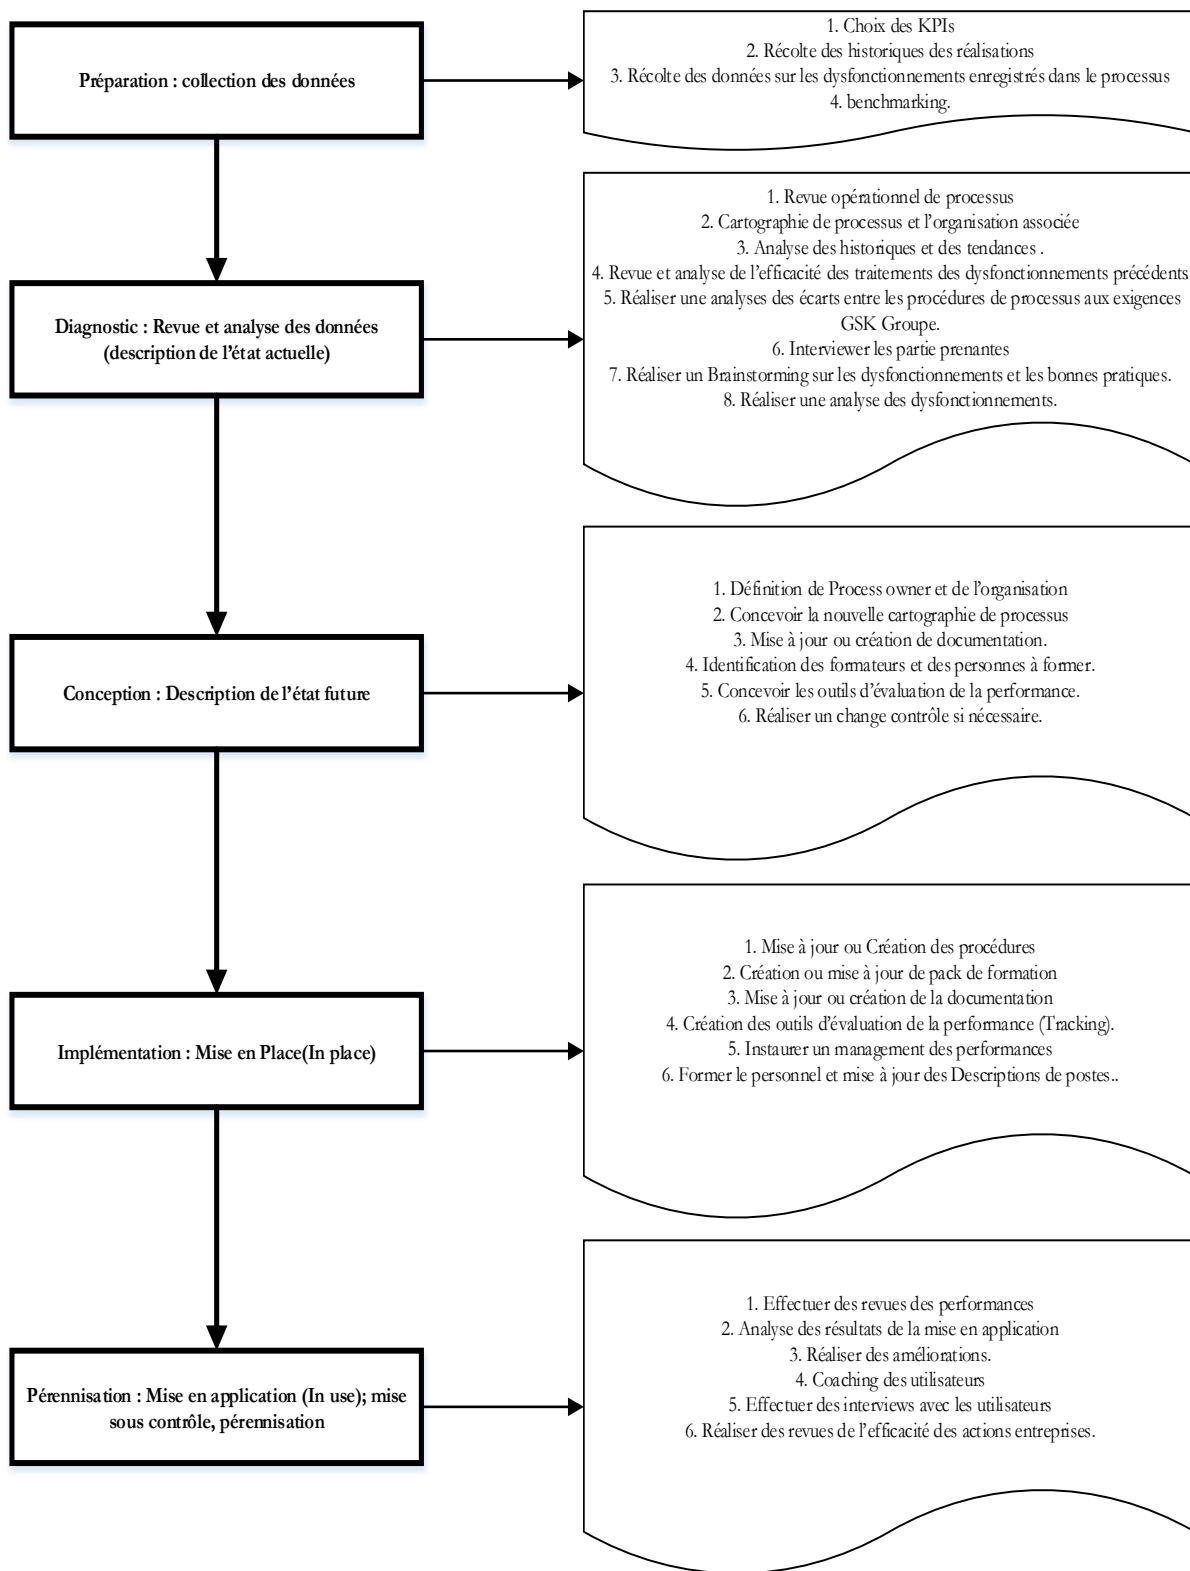 Préparation : collection des données
1. Choix des KPIs
2. Récolte des historiques des réalisations
3. Récolte des données sur les dysfonctionnements enregistrés dans le processus
4. benchmarking.
Diagnostic : Revue et analyse des données
(description de l’état actuelle)
1. Revue opérationnel de processus
2. Cartographie de processus et l’organisation associée
3. Analyse des historiques et des tendances .
4. Revue et analyse de l’efficacité des traitements des dysfonctionnements précédents
5. Réaliser une analyses des écarts entre les procédures de processus aux exigences
GSK Groupe.
6. Interviewer les partie prenantes
7. Réaliser un Brainstorming sur les dysfonctionnements et les bonnes pratiques.
8. Réaliser une analyse des dysfonctionnements.
Conception : Description de l’état future
1. Définition de Process owner et de l’organisation
2. Concevoir la nouvelle cartographie de processus
3. Mise à jour ou création de documentation.
4. Identification des formateurs et des personnes à former.
5. Concevoir les outils d’évaluation de la performance.
6. Réaliser un change contrôle si nécessaire.
Implémentation : Mise en Place(In place)
1. Mise à jour ou Création des procédures
2. Création ou mise à jour de pack de formation
3. Mise à jour ou création de la documentation
4. Création des outils d’évaluation de la performance (Tracking).
5. Instaurer un management des performances
6. Former le personnel et mise à jour des Descriptions de postes..
Pérennisation : Mise en application (In use); mise
sous contrôle, pérennisation
1. Effectuer des revues des performances
2. Analyse des résultats de la mise en application
3. Réaliser des améliorations.
4. Coaching des utilisateurs
5. Effectuer des interviews avec les utilisateurs
6. Réaliser des revues de l’efficacité des actions entreprises.